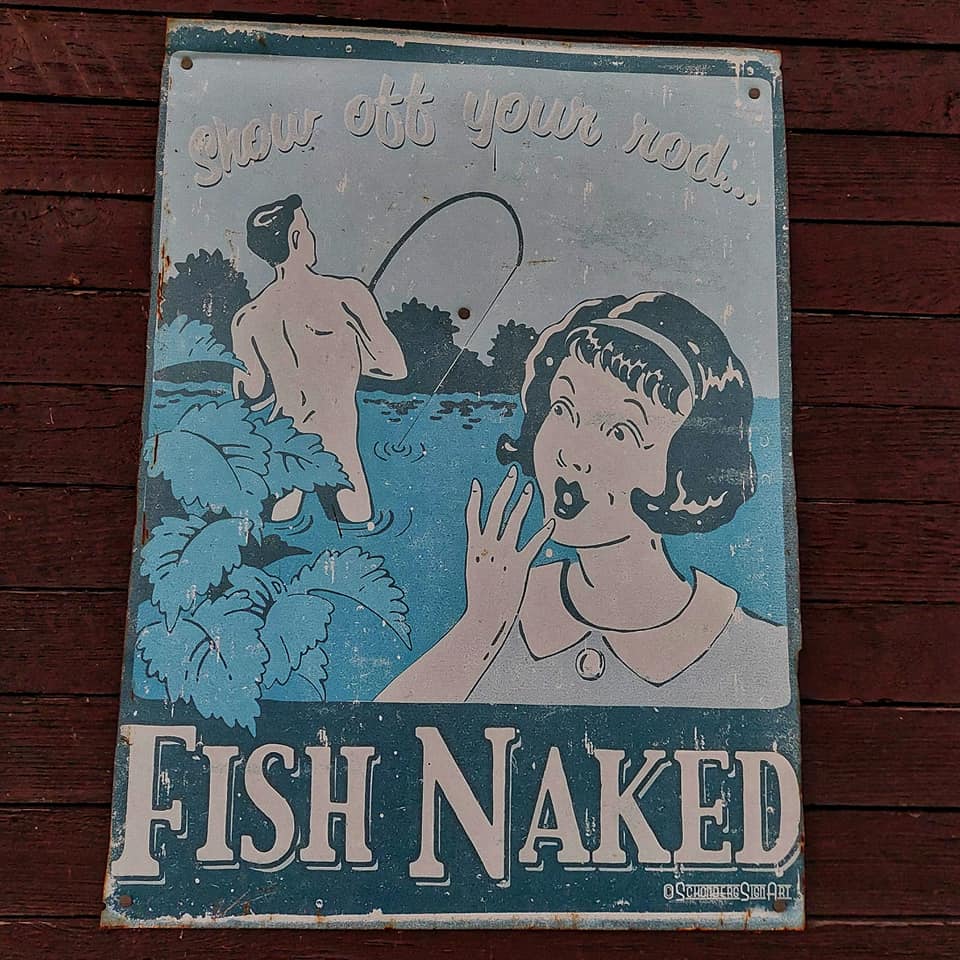 Show off your rod...
FISH NAKED
©SCHONBERGSIGNART